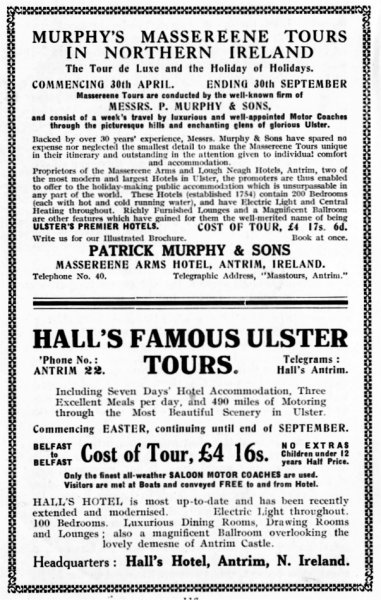 MURPHY'S MASSEREENE TOURS
IN NORTHERN IRELAND
The Tour de Luxe and the Holiday of Holidays.
COMMENCING 30th APRIL. ENDING 30th SEPTEMBER
Massereene Tours are conducted by the well-known firm of
MESSRS. P. MURPHY & SONS,
and consist of a week's travel by luxurious and well-appointed Motor Coaches
through the picturesque hills and enchanting glens of glorious Ulster.
Backed by over 30 years' experience, Messrs. Murphy & Sons have spared no
expense nor neglected the smallest detail to make the Massereene Tours unique
in their itinerary and outstanding in the attention given to individual comfort
and accommodation.
Proprietors of the Massereene Arms and Lough Neagh Hotels, Antrim, two of
the most modern and largest Hotels in Ulster, the promoters are thus enabled
to offer to the holiday-making public accommodation which is unsurpassable in
any part of the world. These Hotels (established 1754) contain 200 Bedrooms
(each with hot and cold running water), and have Electric Light and Central
Heating throughout. Richly Furnished Lounges and a Magnificent Ballroom
are other features which have gained for them the well-merited name of being
ULSTER'S PREMIER HOTELS. COST OF TOUR, £4 17s. 6d.
Write us for our Illustrated Brochure. Book at once.
PATRICK MURPHY & SONS
MASSEREENE ARMS HOTEL, ANTRIM, IRELAND.
Telephone No. 40. Telegraphic Address, "Masstours, Antrim."
HALL'S FAMOUS ULSTER
'Phone No.: TOURS. Telegrams:
ANTRIM 22. Hall's Antrim.
Including Seven Days' Hotel Accommodation, Three
Excellent Meals per day, and 490 miles of Motoring
through the Most Beautiful Scenery in Ulster.
Commencing EASTER, continuing until end of SEPTEMBER.
BELFAST to BELFAST Cost of Tour, £4 16s. NO EXTRAS Children under 12 years Half Price.
Only the finest all-weather SALOON MOTOR COACHES are used.
Visitors are met at Boats and conveyed FREE to and from Hotel.
HALL'S HOTEL is most up-to-date and has been recently
extended and modernised. Electric Light throughout.
100 Bedrooms. Luxurious Dining Rooms, Drawing Rooms
and Lounges; also a magnificent Ballroom overlooking
the lovely demesne of Antrim Castle.
Headquarters: Hall's Hotel, Antrim, N. Ireland.